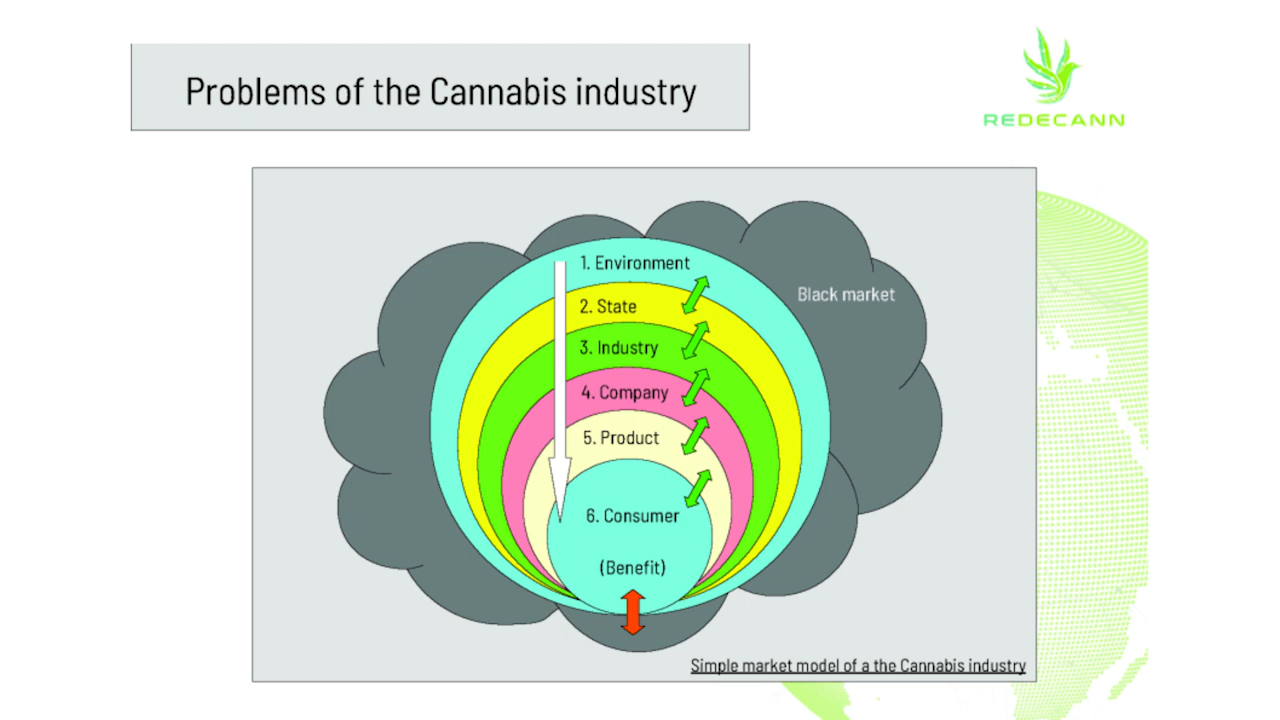 Problems of the Cannabis industry
REDECANN
1. Environment
Black market
2. State
3. Industry
4. Company
5. Product
6. Consumer
(Benefit)
Simple market model of a the Cannabis industry